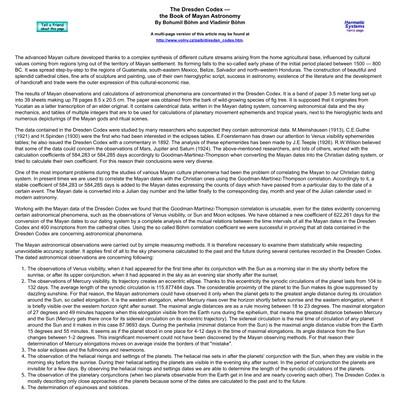 Tell a Friend
about this page
Hermetic
Systems
Home page
The Dresden Codex —
the Book of Mayan Astronomy
By Bohumil Böhm and Vladimír Böhm
A multi-page version of this article may be found at
The advanced Mayan culture developed thanks to a complex synthesis of different cultural streams arising from the home agricultural base, influenced by cultural
values coming from regions lying out of the territory of Mayan settlement. Its forming falls to the so-called early phase of the initial period placed between 1500 — 800
BC. It was spread step-by-step to the regions of Guatemala, south-eastern Mexico, Belize, Salvador and north-western Honduras. The construction of beautiful and
splendid cathedral cities, fine arts of sculpture and painting, use of their own hieroglyphic script, success in astronomy, existence of the literature and the development
of handicraft and trade were the outer expression of this cultural-economic rise.
The results of Mayan observations and calculations of astronomical phenomena are concentrated in the Dresden Codex. It is a band of paper 3.5 meter long set up
into 39 sheets making up 78 pages 8.5 x 20.5 cm. The paper was obtained from the bark of wild-growing species of fig tree. It is supposed that it originates from
Yucatan as a latter transcription of an elder original. It contains calendrical data, written in the Mayan dating system, concerning astronomical data and the sky
mechanics, and tables of multiple integers that are to be used for calculations of planetary movement ephemerides and tropical years, next to the hieroglyphic texts and
numerous depicturings of the Mayan gods and ritual scenes.
The data contained in the Dresden Codex were studied by many researchers who suspected they contain astronomical data. M.Meinshausen (1913), C.E.Guthe
(1921) and H.Spinden (1930) were the first who had been interested in the eclipses tables. E.Foerstemann has drawn our attention to Venus visibility ephemerides
tables; he also issued the Dresden Codex with a commentary in 1892. The analysis of these ephemerides has been made by J.E.Teeple (1926). R.W.Willson believed
that some of the data could concern the observations of Mars, Jupiter and Saturn (1924). The above-mentioned researchers, and lots of others, worked with the
calculation coefficients of 584,283 or 584,285 days accordingly to Goodman-Martínez-Thompson when converting the Mayan dates into the Christian dating system, or
tried to calculate their own coefficient. For this reason their conclusions were very diverse.
One of the most important problems during the studies of various Mayan culture phenomena had been the problem of correlating the Mayan to our Christian dating
system. In present times we are used to correlate the Mayan dates with the Christian ones using the Goodman-Martínez-Thompson correlation. Accordingly to it, a
stable coefficient of 584,283 or 584,285 days is added to the Mayan dates expressing the counts of days which have passed from a particular day to the date of a
certain event. The Mayan date is converted into a Julian day number and the latter finally to the corresponding day, month and year of the Julian calendar used in
modern astronomy.
Working with the Mayan data of the Dresden Codex we found that the Goodman-Martínez-Thompson correlation is unusable, even for the dates evidently concerning
certain astronomical phenomena, such as the observations of Venus visibility, or Sun and Moon eclipses. We have obtained a new coefficient of 622,261 days for the
conversion of the Mayan dates to our dating system by a complete analysis of the mutual relations between the time intervals of all the Mayan dates in the Dresden
Codex and 400 inscriptions from the cathedral cities. Using the so called Böhm correlation coefficient we were successful in proving that all data contained in the
Dresden Codex are concerning astronomical phenomena.
The Mayan astronomical observations were carried out by simple measuring methods. It is therefore necessary to examine them statistically while respecting
unavoidable accuracy scatter. It applies first of all to the sky phenomena calculated to the past and the future during several centuries recorded in the Dresden Codex.
The dated astronomical observations are concerning following:
1. The observations of Venus visibility, when it had appeared for the first time after its conjunction with the Sun as a morning star in the sky shortly before the
sunrise, or after its upper conjunction, when it had appeared in the sky as an evening star shortly after the sunset.
2. The observations of Mercury visibility. Its trajectory creates an eccentric ellipse. Thanks to this eccentricity the synodic circulations of the planet lasts from 104 to
132 days. The average length of the synodic circulation is 115.877484 days. The considerable proximity of the planet to the Sun makes its glow suppressed by
dazzling sunshine. For that reason, the Mayan astronomers must have observed it in the sky in the time when the planet gets to the greatest angle distance during its circulation
around the Sun, so called elongation. It is the western elongation, when Mercury rises over the horizon shortly before sunrise and the eastern elongation, when it
is briefly visible over the western horizon right after sunset. The maximal angle distances are as a rule moving between 18 to 23 degrees. The maximal elongation
of 27 degrees and 49 minutes happens when this elongation visible from the Earth runs during the ephelium, that means the greatest distance between Mercury
and the Sun (Mercury gets there once for its sidereal circulation on its excentric trajectory). The sidereal circulation is the real time of circulation of any planet
around the Sun and it makes in this case 87.9693 days. During the perihelia (minimal distance from the Sun) is the maximal angle distance visible from the Earth
15 degrees and 55 minutes. It seems as if the planet stood in one place for 4-12 days in the time of maximal elongations. Its angle distance from the Sun
changes between 1-2 degrees. This insignificant movement could not have been discovered by the Mayan observing methods. For that reason their
determination of Mercury elongations moves on average inside the borders of that "mistake".
3. The solar eclipses and the fullmoons and newmoons.
4. The observation of the heliacal risings and settings of the planets. The heliacal rise sets in after the planets' conjunction with the Sun, when they are visible in the
morning sky before the sunrise. During their heliacal setting the planets are visible in the evening sky after sunset. In the period of conjunction the planets are
invisible for a few days. By observing the heliacal risings and settings dates we are able to determine the length of the synodic circulations of the planets.
5. The observation of the planetary conjunctions (when two planets observable from the Earth get in line and are nearly covering each other). The Dresden Codex is
mostly describing only close approaches of the planets because some of the dates are calculated to the past and to the future.
6. The determination of equinoxes and solstices.